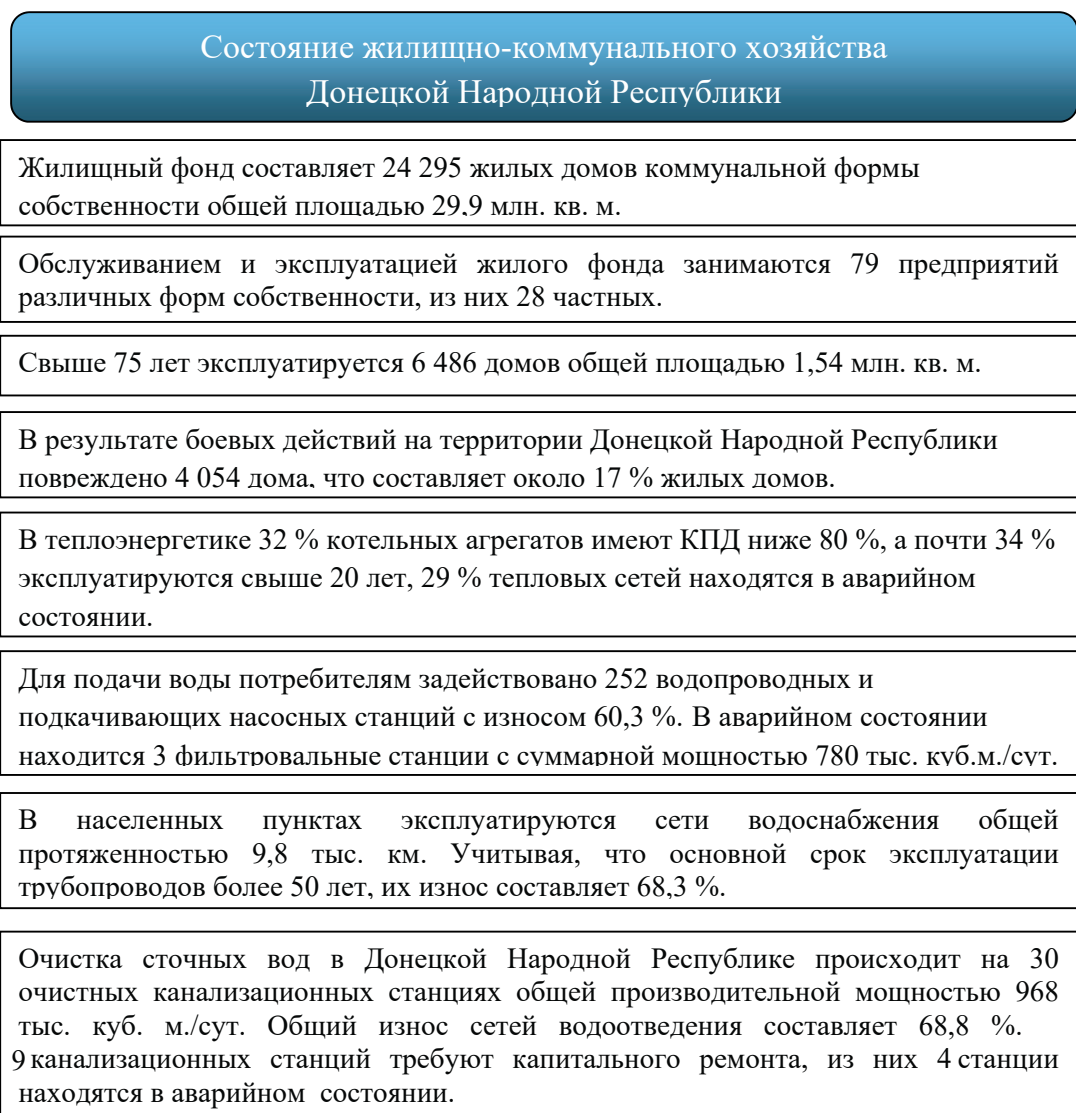 Состояние жилищно-коммунального хозяйства
Донецкой Народной Республики
Жилищный фонд составляет 24 295 жилых домов коммунальной формы
собственности общей площадью 29,9 млн. кв. м.
Обслуживанием и эксплуатацией жилого фонда занимаются 79 предприятий
различных форм собственности, из них 28 частных.
Свыше 75 лет эксплуатируется 6 486 домов общей площадью 1,54 млн. кв. м.
В результате боевых действий на территории Донецкой Народной Республики
повреждено 4 054 дома, что составляет около 17 % жилых домов.
В теплоэнергетике 32 % котельных агрегатов имеют КПД ниже 80 %, а почти 34 %
эксплуатируются свыше 20 лет, 29 % тепловых сетей находятся в аварийном
состоянии.
Для подачи воды потребителям задействовано 252 водопроводных и
подкачивающих насосных станций с износом 60,3 %. В аварийном состоянии
находится 3 фильтровальные станции с суммарной мощностью 780 тыс. куб.м./сут.
В населенных пунктах эксплуатируются сети водоснабжения общей
протяженностью 9,8 тыс. км. Учитывая, что основной срок эксплуатации
трубопроводов более 50 лет, их износ составляет 68,3 %.
Очистка сточных вод в Донецкой Народной Республике происходит на 30
очистных канализационных станциях общей производительной мощностью 968
тыс. куб. м./сут. Общий износ сетей водоотведения составляет 68,8 %.
9 канализационных станций требуют капитального ремонта, из них 4 станции
находятся в аварийном состоянии.